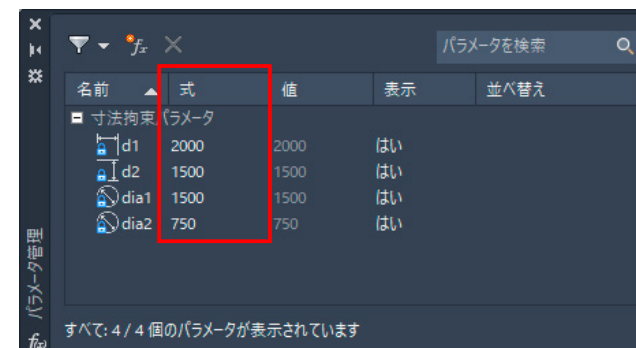 パラメータを検索
名前 式 値 表示 並べ替え
寸法拘束パラメータ
d1 2000 2000 はい
d2 1500 1500 はい
dia1 1500 1500 はい
dia2 750 750 はい
すべて: 4 / 4 個のパラメータが表示されています
パラメータ管理